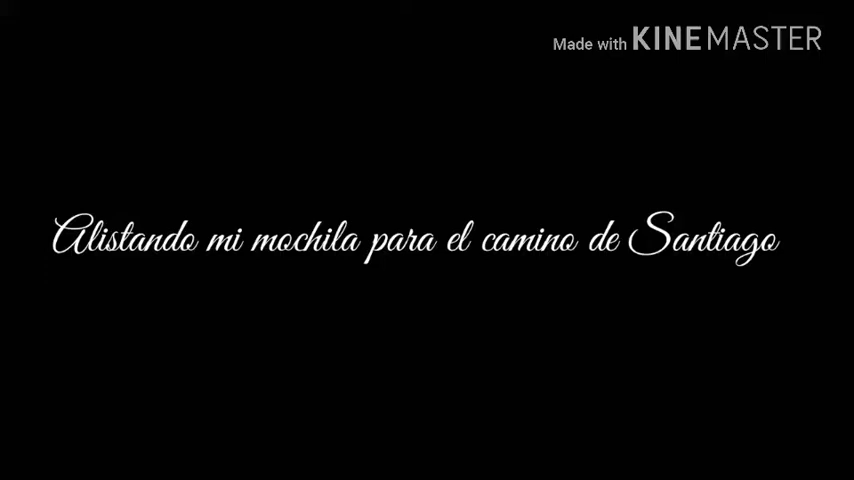 Made with KINEMASTER
Alistando mi mochila para el camino de Santiago